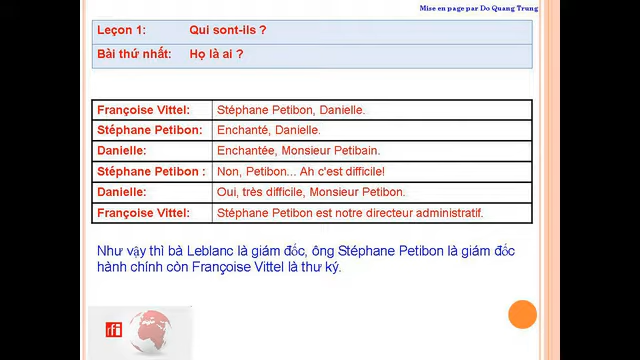 Mise en page par Do Quang Trung
Leçon 1: Qui sont-ils ?
Bài thứ nhất: Họ là ai ?
Françoise Vittel: Stéphane Petibon, Danielle.
Stéphane Petibon: Enchanté, Danielle.
Danielle: Enchantée, Monsieur Petibain.
Stéphane Petibon : Non, Petibon... Ah c'est difficile!
Danielle: Oui, très difficile, Monsieur Petibon.
Françoise Vittel: Stéphane Petibon est notre directeur administratif.
Như vậy thì bà Leblanc là giám đốc, ông Stéphane Petibon là giám đốc
hành chính còn Françoise Vittel là thư ký.
rfi